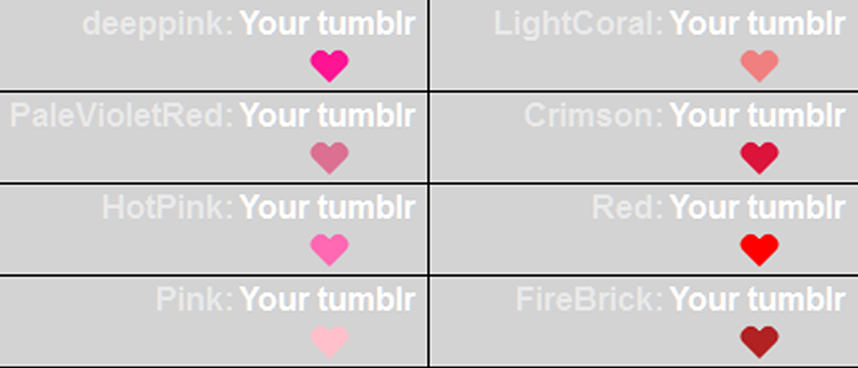 deeppink: Your tumblr
LightCoral: Your tumblr
PaleVioletRed: Your tumblr
Crimson: Your tumblr
HotPink: Your tumblr
Red: Your tumblr
Pink: Your tumblr
FireBrick: Your tumblr